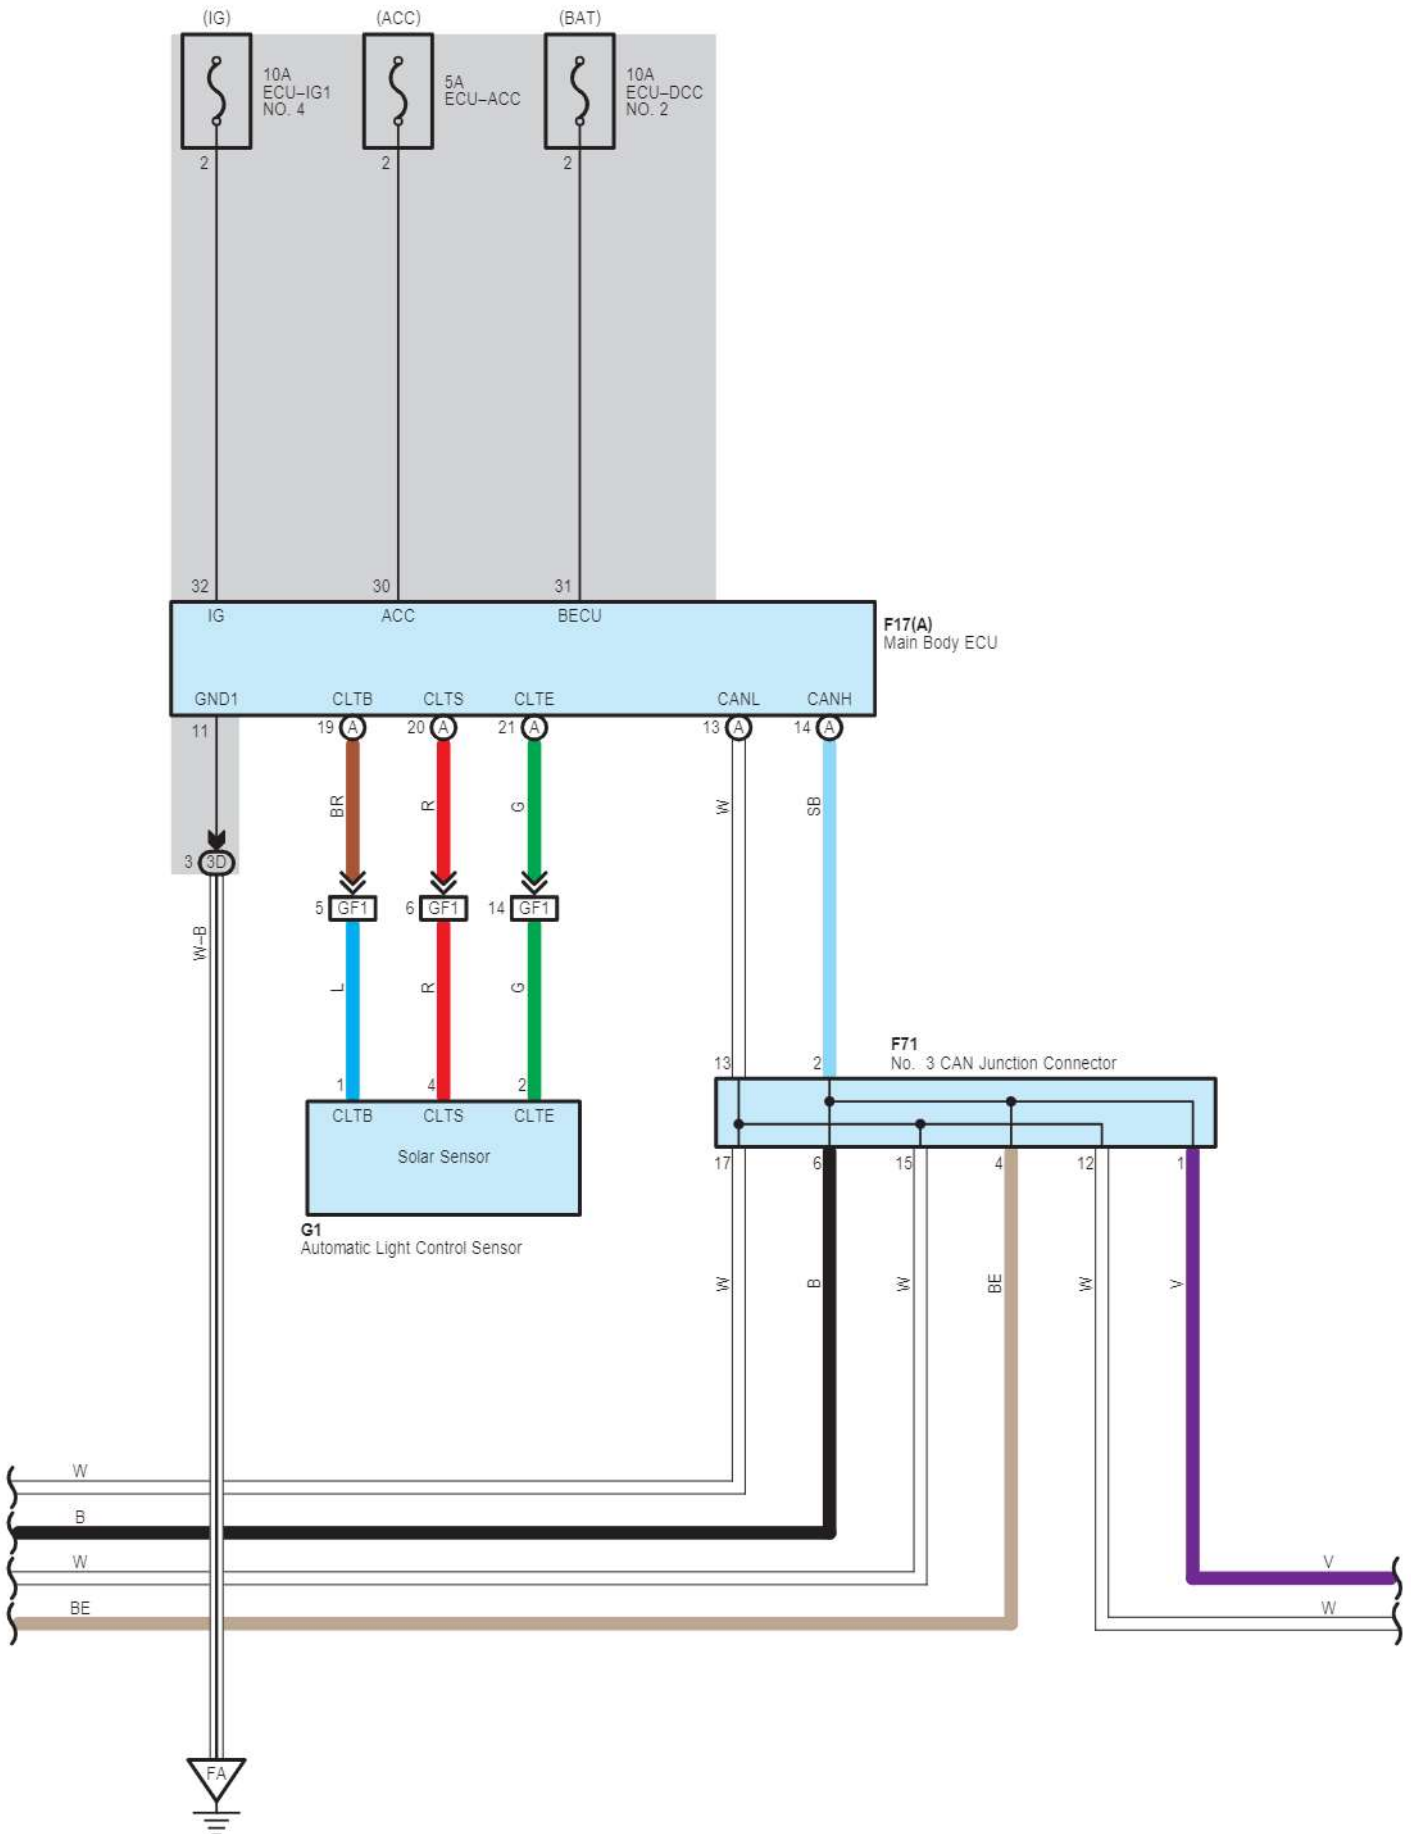 (IG) (ACC) (BAT)
10A
ECU–IG1
NO. 4
5A
ECU–ACC
10A
ECU–DCC
NO. 2
2 2 2
32 30 31
IG ACC BECU
F17(A)
Main Body ECU
GND1 CLTB CLTS CLTE CANL CANH
11 19 A 20 A 21 A 13 A 14 A
BR R G W SB
3 3D
5 GF1 6 GF1 14 GF1
W–B
L R G
F71
No. 3 CAN Junction Connector
13 2
1 4 2
CLTB CLTS CLTE
Solar Sensor
17 6 15 4 12 1
G1
Automatic Light Control Sensor
W B W BE W V
W
B
W
BE
V
W
FA